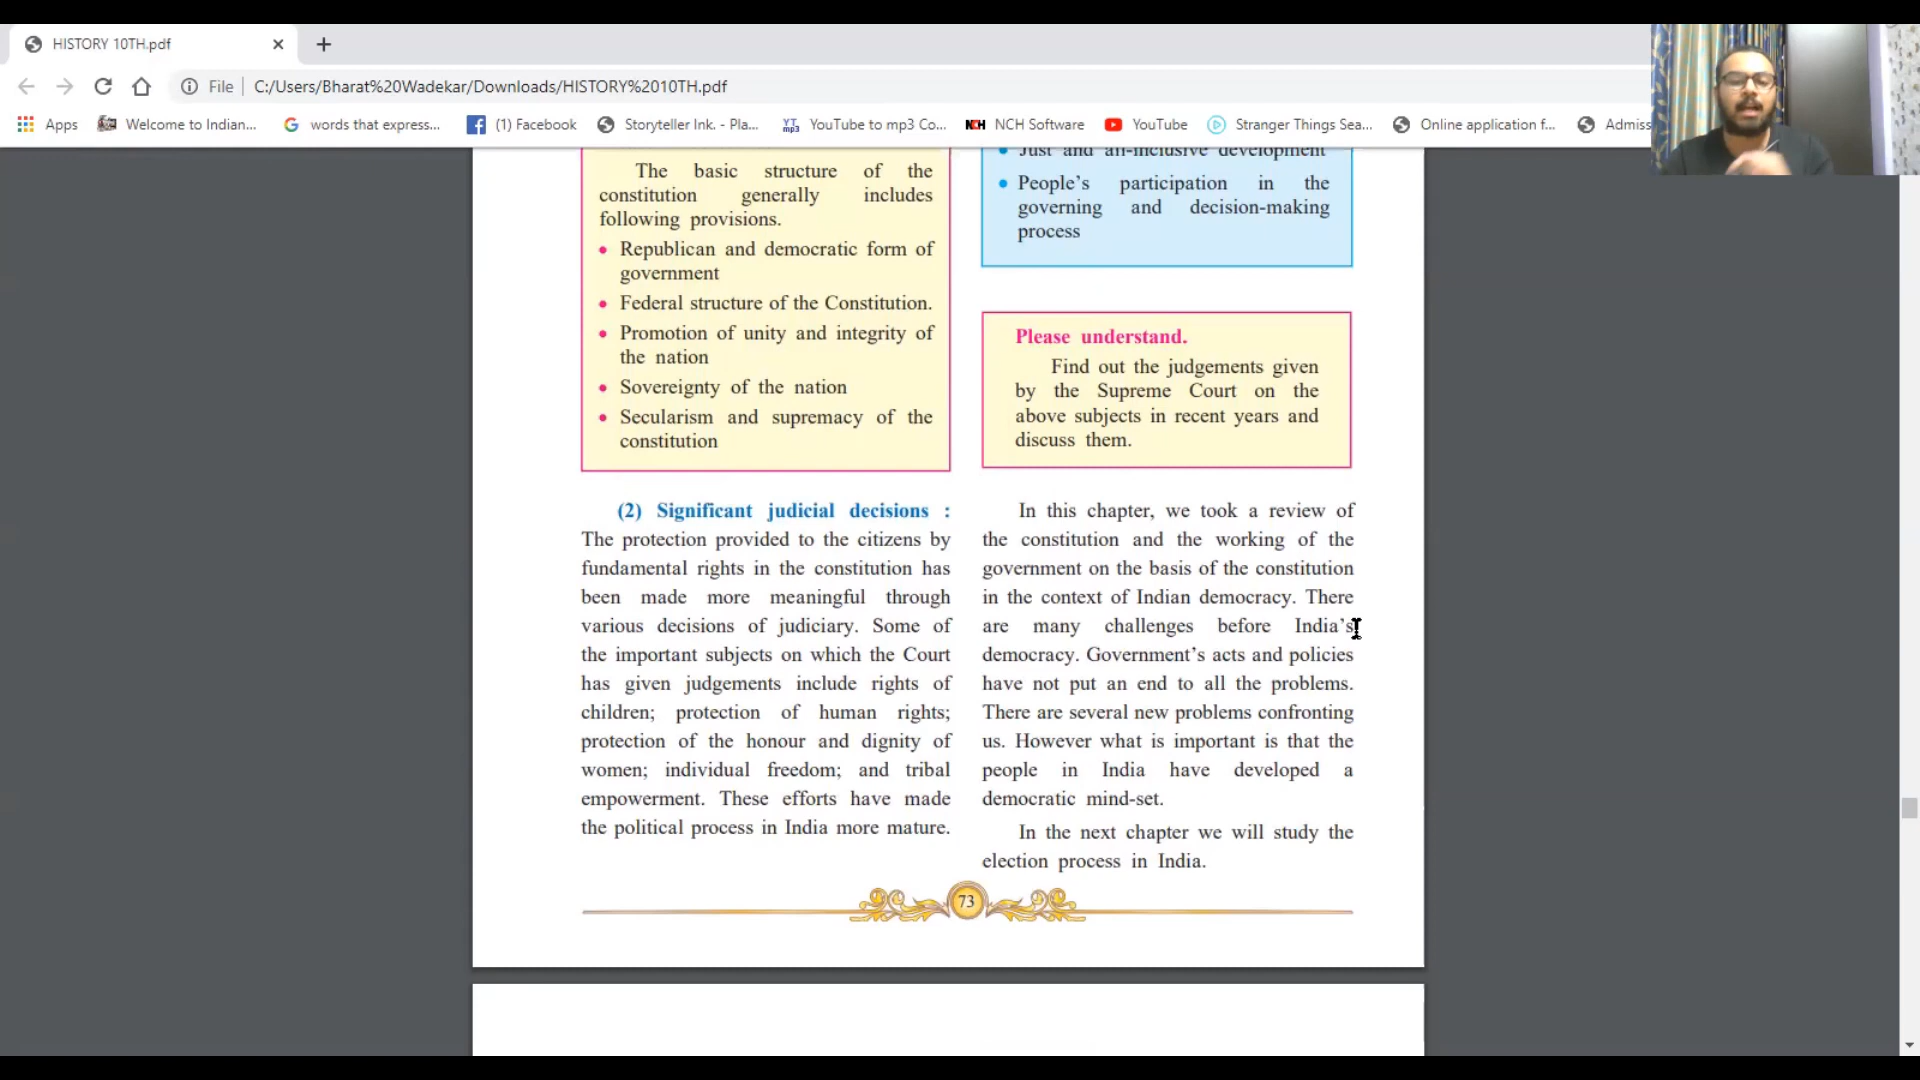 HISTORY 10TH.pdf
File
C:/Users/Bharat%20Wadekar/Downloads/HISTORY%2010TH.pdf
Apps
Welcome to Indian...
words that express...
(1) Facebook
Storyteller Ink. - Pla...
YT mp3
YouTube to mp3 Co...
NCH
NCH Software
YouTube
Stranger Things Sea...
Online application f...
Admiss
The basic structure of the
constitution generally includes
following provisions.
• Republican and democratic form of
government
• Federal structure of the Constitution.
• Promotion of unity and integrity of
the nation
• Sovereignty of the nation
• Secularism and supremacy of the
constitution
(2) Significant judicial decisions :
The protection provided to the citizens by
fundamental rights in the constitution has
been made more meaningful through
various decisions of judiciary. Some of
the important subjects on which the Court
has given judgements include rights of
children; protection of human rights;
protection of the honour and dignity of
women; individual freedom; and tribal
empowerment. These efforts have made
the political process in India more mature.
• Just and all-inclusive development
• People's participation in the
governing and decision-making
process
Please understand.
Find out the judgements given
by the Supreme Court on the
above subjects in recent years and
discuss them.
In this chapter, we took a review of
the constitution and the working of the
government on the basis of the constitution
in the context of Indian democracy. There
are many challenges before India's
democracy. Government's acts and policies
have not put an end to all the problems.
There are several new problems confronting
us. However what is important is that the
people in India have developed a
democratic mind-set.
In the next chapter we will study the
election process in India.
73